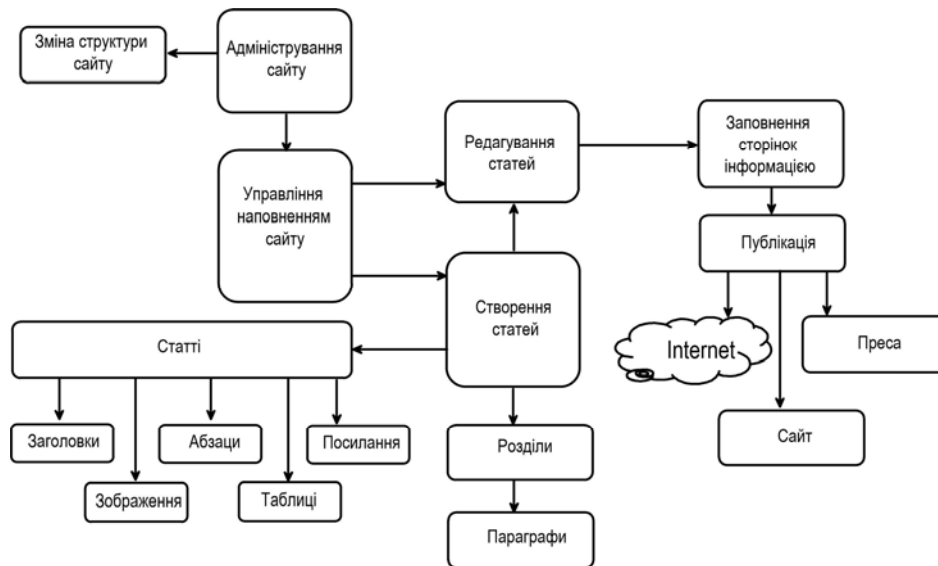 Зміна структури
сайту
Адміністрування
сайту
Управління
наповненням
сайту
Редагування
статей
Заповнення
сторінок
інформацією
Публікація
Створення
статей
Internet
Преса
Сайт
Статті
Заголовки
Абзаци
Посилання
Зображення
Таблиці
Розділи
Параграфи